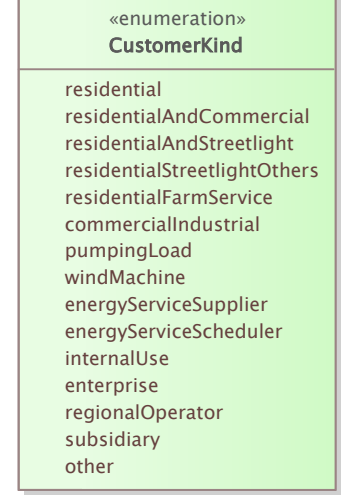 «enumeration»
CustomerKind
residential
residentialAndCommercial
residentialAndStreetlight
residentialStreetlightOthers
residentialFarmService
commercialIndustrial
pumpingLoad
windMachine
energyServiceSupplier
energyServiceScheduler
internalUse
enterprise
regionalOperator
subsidiary
other